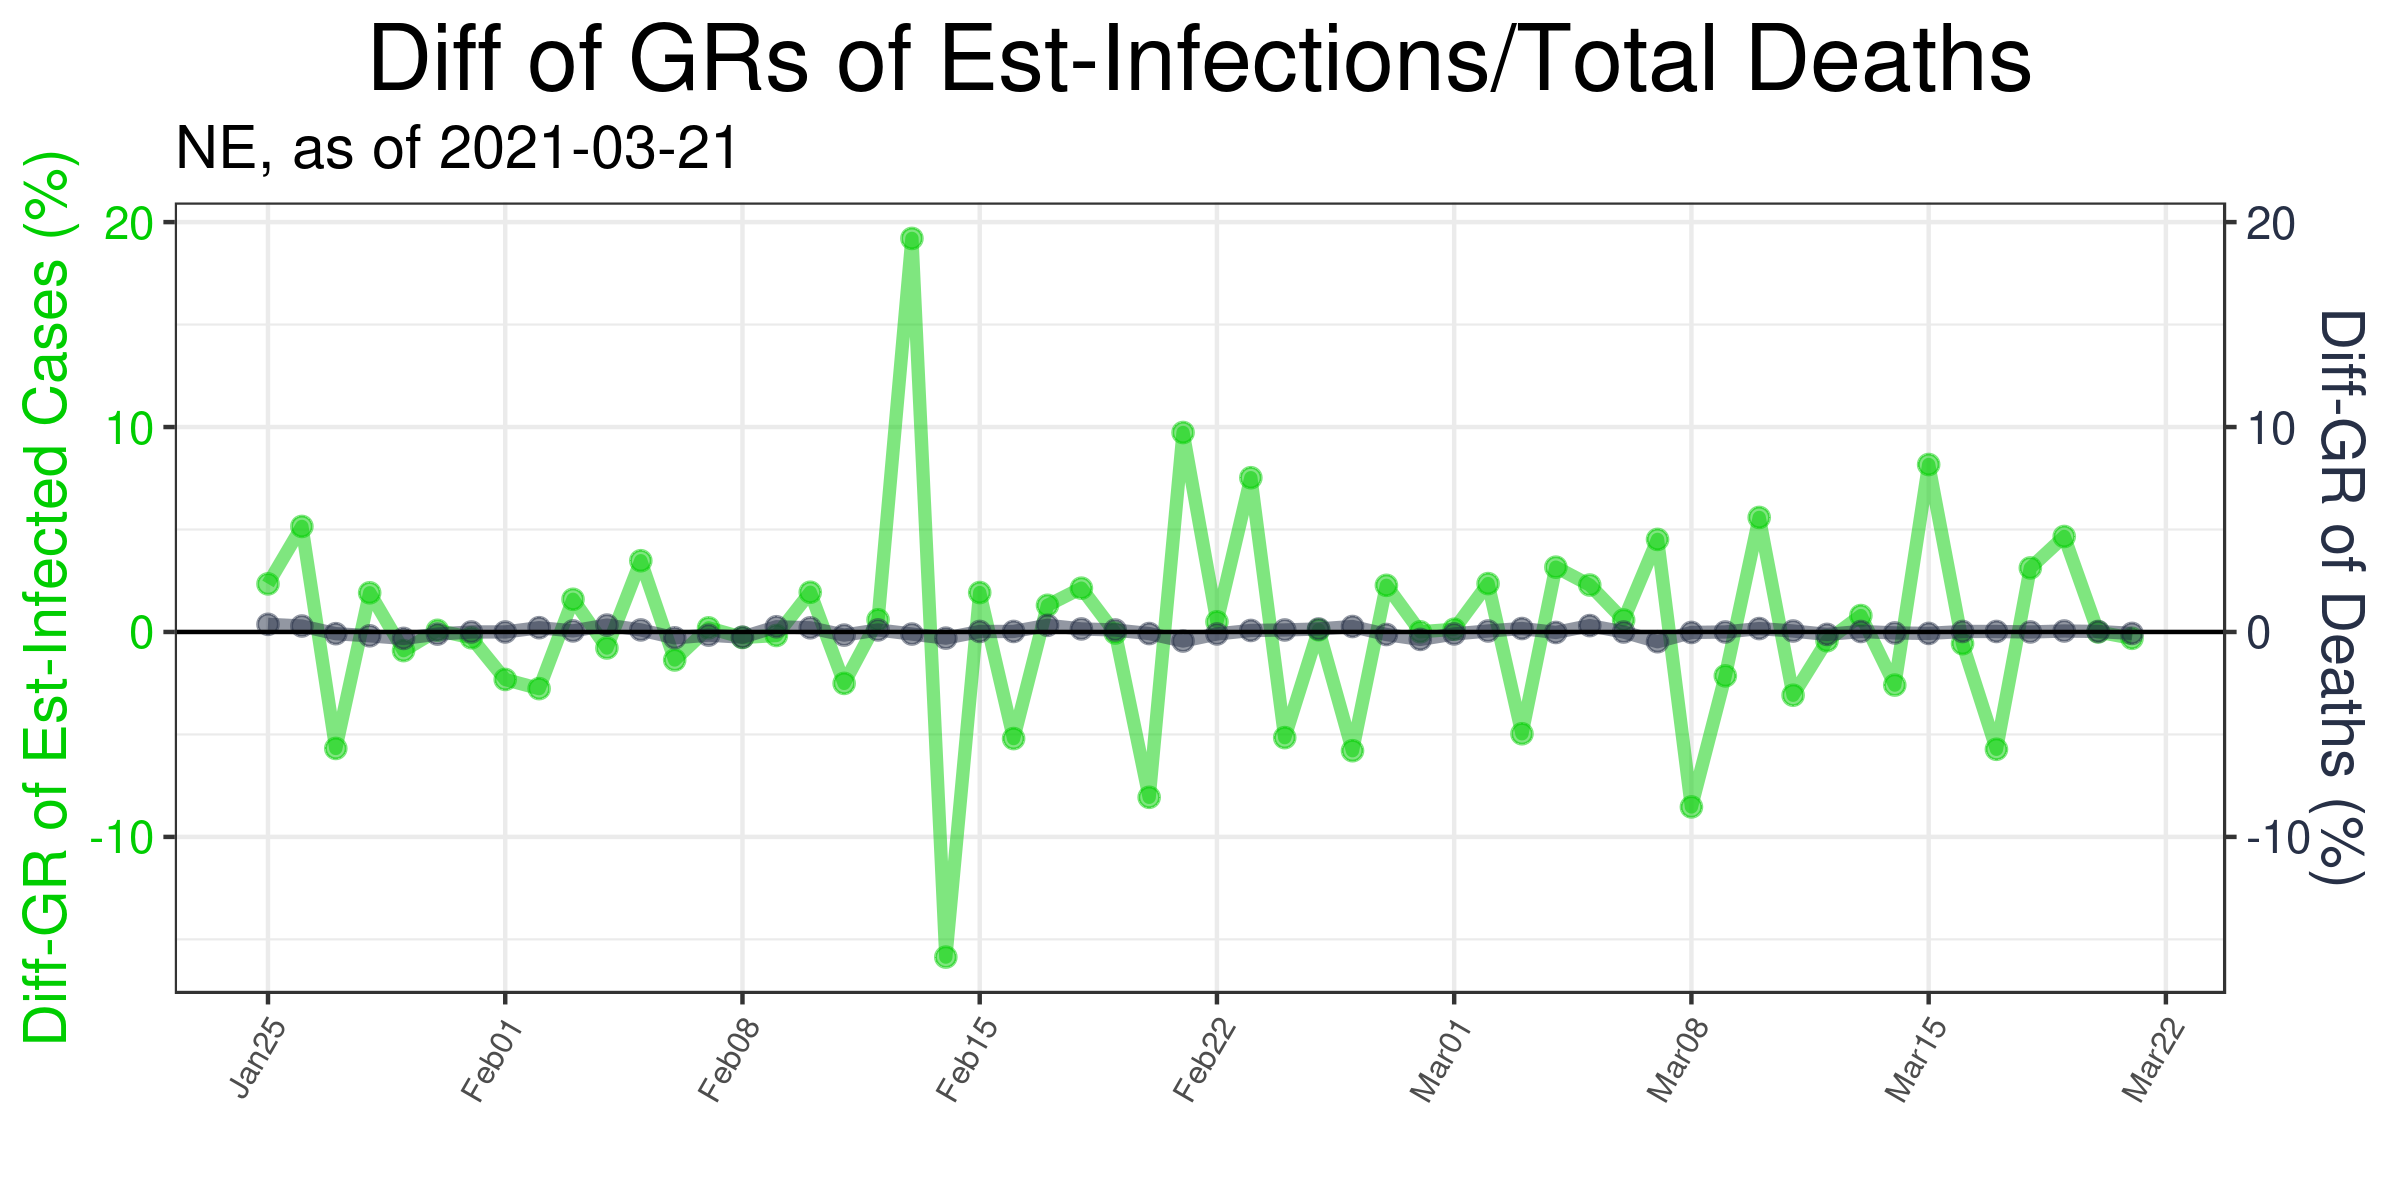 Diff of GRs of Est-Infections/Total Deaths
NE, as of 2021-03-21
Diff-GR of Est-Infected Cases (%)
20
10
0
-10
20
10
0
-10
Diff-GR of Deaths (%)
Jan25
Feb01
Feb08
Feb15
Feb22
Mar01
Mar08
Mar15
Mar22